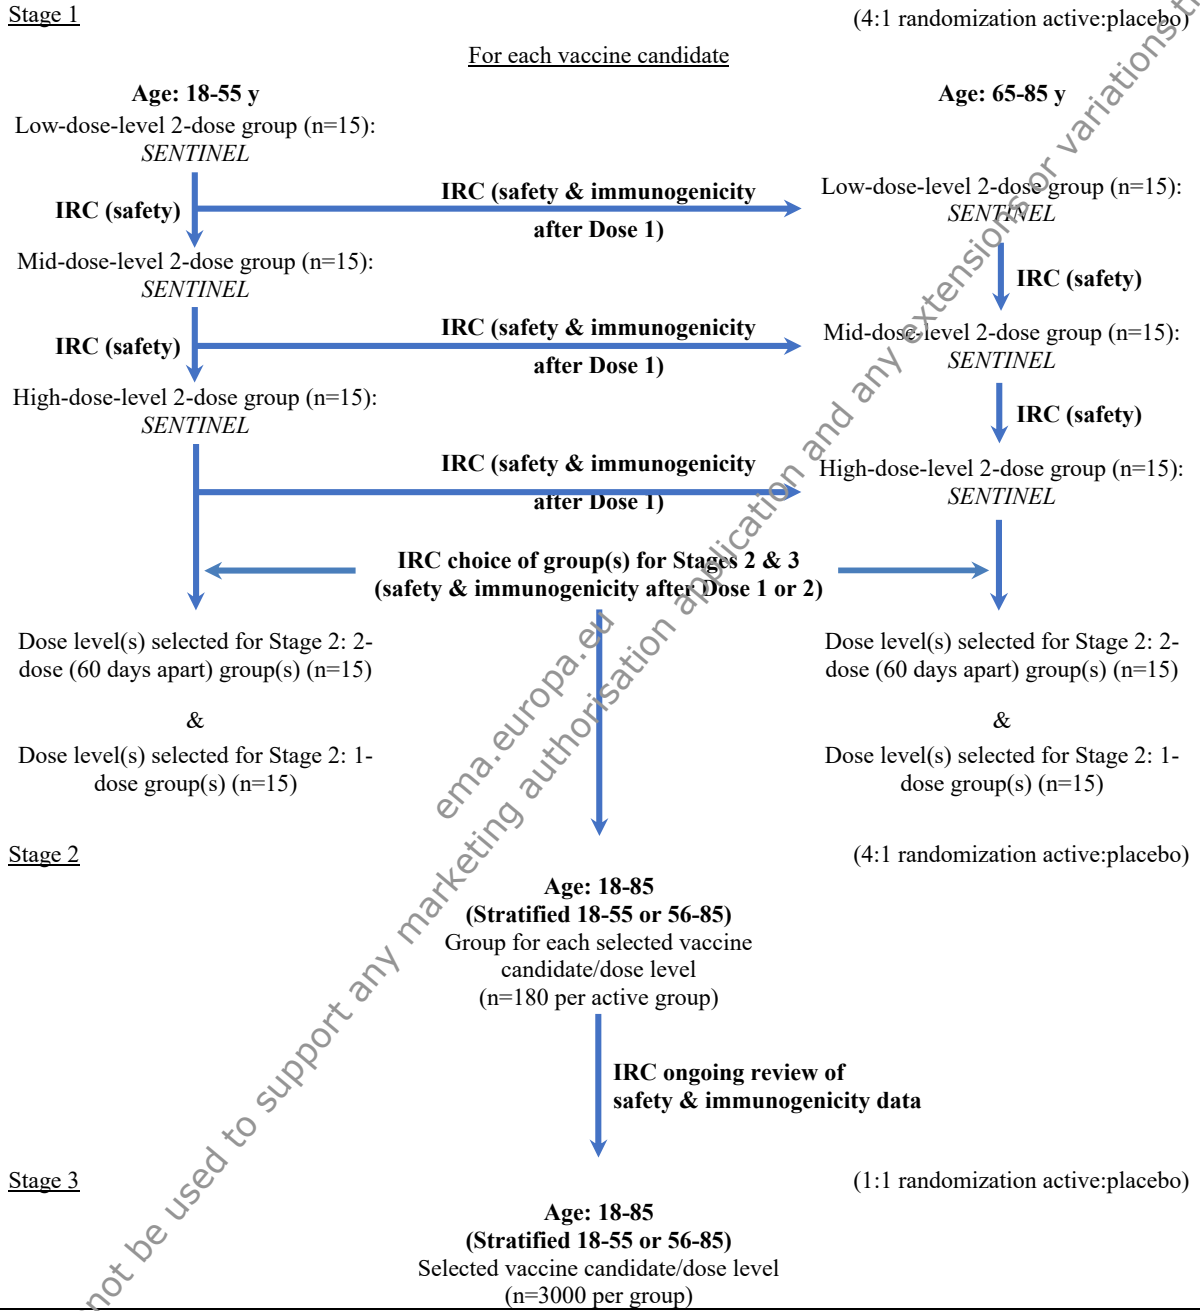 Stage 1
(4:1 randomization active:placebo)
For each vaccine candidate
Age: 18-55 y
Age: 65-85 y
Low-dose-level 2-dose group (n=15):
SENTINEL
IRC (safety)
IRC (safety & immunogenicity
after Dose 1)
Low-dose-level 2-dose group (n=15):
SENTINEL
Mid-dose-level 2-dose group (n=15):
SENTINEL
IRC (safety)
IRC (safety)
IRC (safety & immunogenicity
after Dose 1)
Mid-dose-level 2-dose group (n=15):
SENTINEL
High-dose-level 2-dose group (n=15):
SENTINEL
IRC (safety)
IRC (safety & immunogenicity
after Dose 1)
High-dose-level 2-dose group (n=15):
SENTINEL
IRC choice of group(s) for Stages 2 & 3
(safety & immunogenicity after Dose 1 or 2)
Dose level(s) selected for Stage 2: 2-
dose (60 days apart) group(s) (n=15)
&
Dose level(s) selected for Stage 2: 1-
dose group(s) (n=15)
Dose level(s) selected for Stage 2: 2-
dose (60 days apart) group(s) (n=15)
&
Dose level(s) selected for Stage 2: 1-
dose group(s) (n=15)
Stage 2
(4:1 randomization active:placebo)
Age: 18-85
(Stratified 18-55 or 56-85)
Group for each selected vaccine
candidate/dose level
(n=180 per active group)
IRC ongoing review of
safety & immunogenicity data
Stage 3
(1:1 randomization active:placebo)
Age: 18-85
(Stratified 18-55 or 56-85)
Selected vaccine candidate/dose level
(n=3000 per group)
ema.europa.eu
not be used to support any marketing authorisation application and any extensions or variations